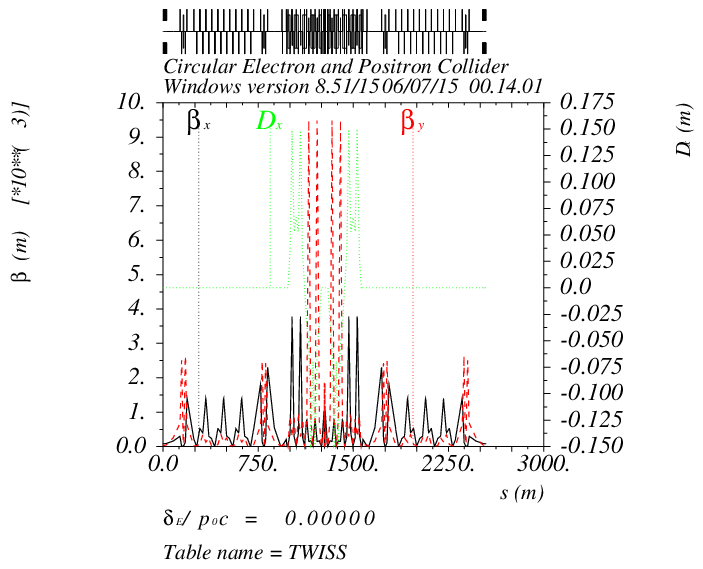 Circular Electron and Positron Collider
Windows version 8.51/15 06/07/15 00.14.01
β (m) [*10**( 3)]
D (m)
βx Dx βy
10. 0.175
9. 0.150
8. 0.125
7. 0.100
6. 0.075
5. 0.050
4. 0.025
3. 0.0
2. -0.025
1. -0.050
0.0 -0.075
-0.100
-0.125
-0.150
0.0 750. 1500. 2250. 3000.
s (m)
δE/ p0c = 0.00000
Table name = TWISS